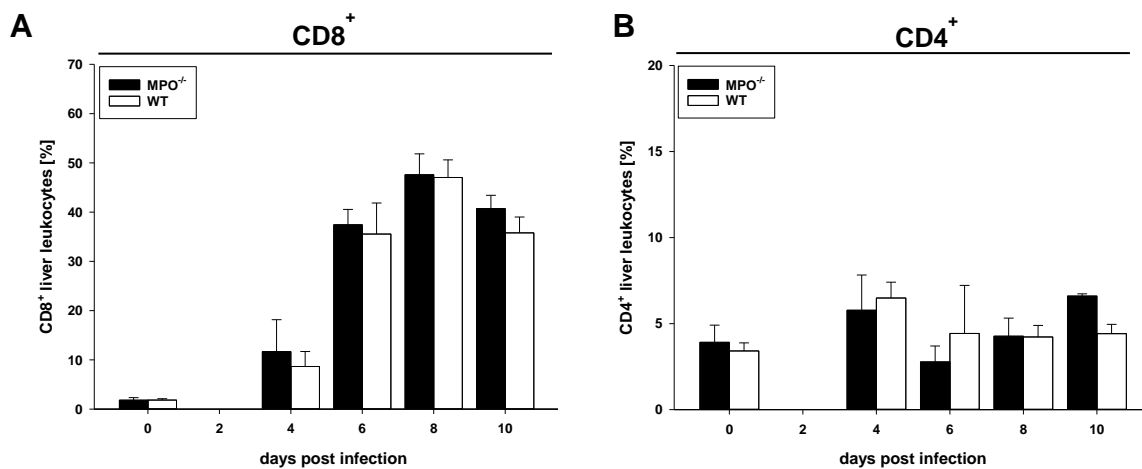 A
CD8⁺
70
60
50
40
30
20
10
0
CD8⁺ liver leukocytes [%]
MPO⁻/⁻
WT
0 2 4 6 8 10
days post infection
B
CD4⁺
20
15
10
5
0
CD4⁺ liver leukocytes [%]
MPO⁻/⁻
WT
0 2 4 6 8 10
days post infection